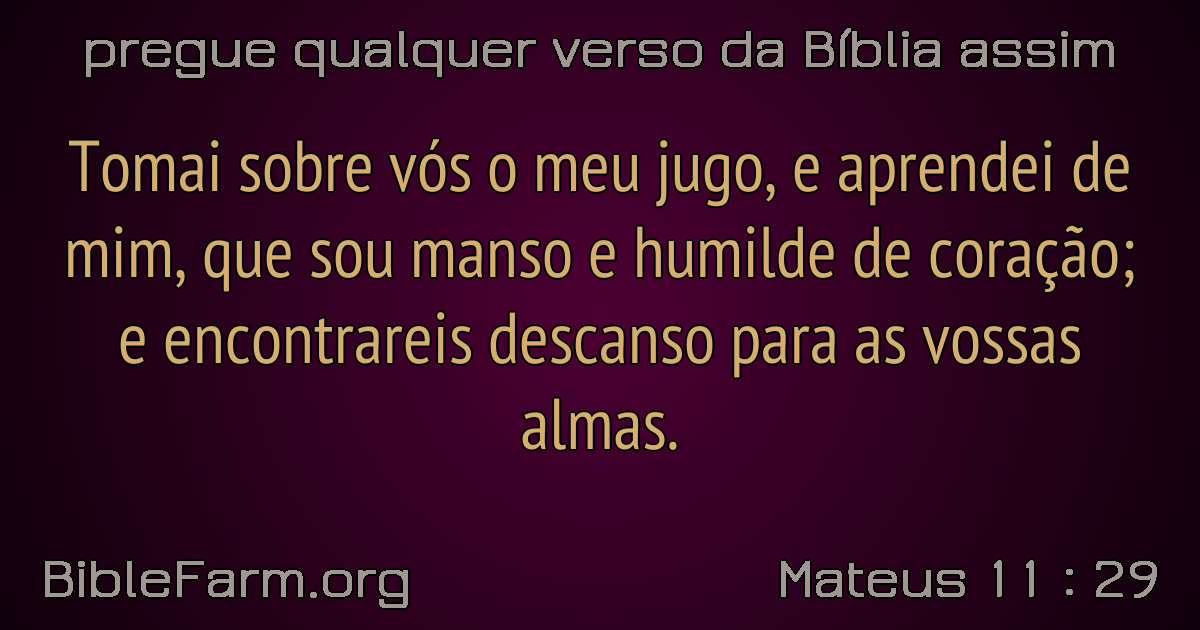 pregue qualquer verso da Bíblia assim
Tomai sobre vós o meu jugo, e aprendei de
mim, que sou manso e humilde de coração;
e encontrareis descanso para as vossas
almas.
BibleFarm.org
Mateus 11 : 29